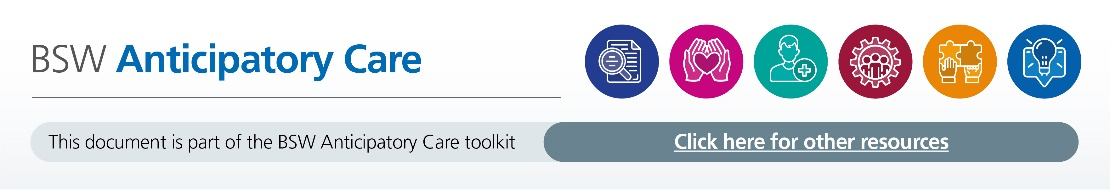 BSW Anticipatory Care
This document is part of the BSW Anticipatory Care toolkit
Click here for other resources